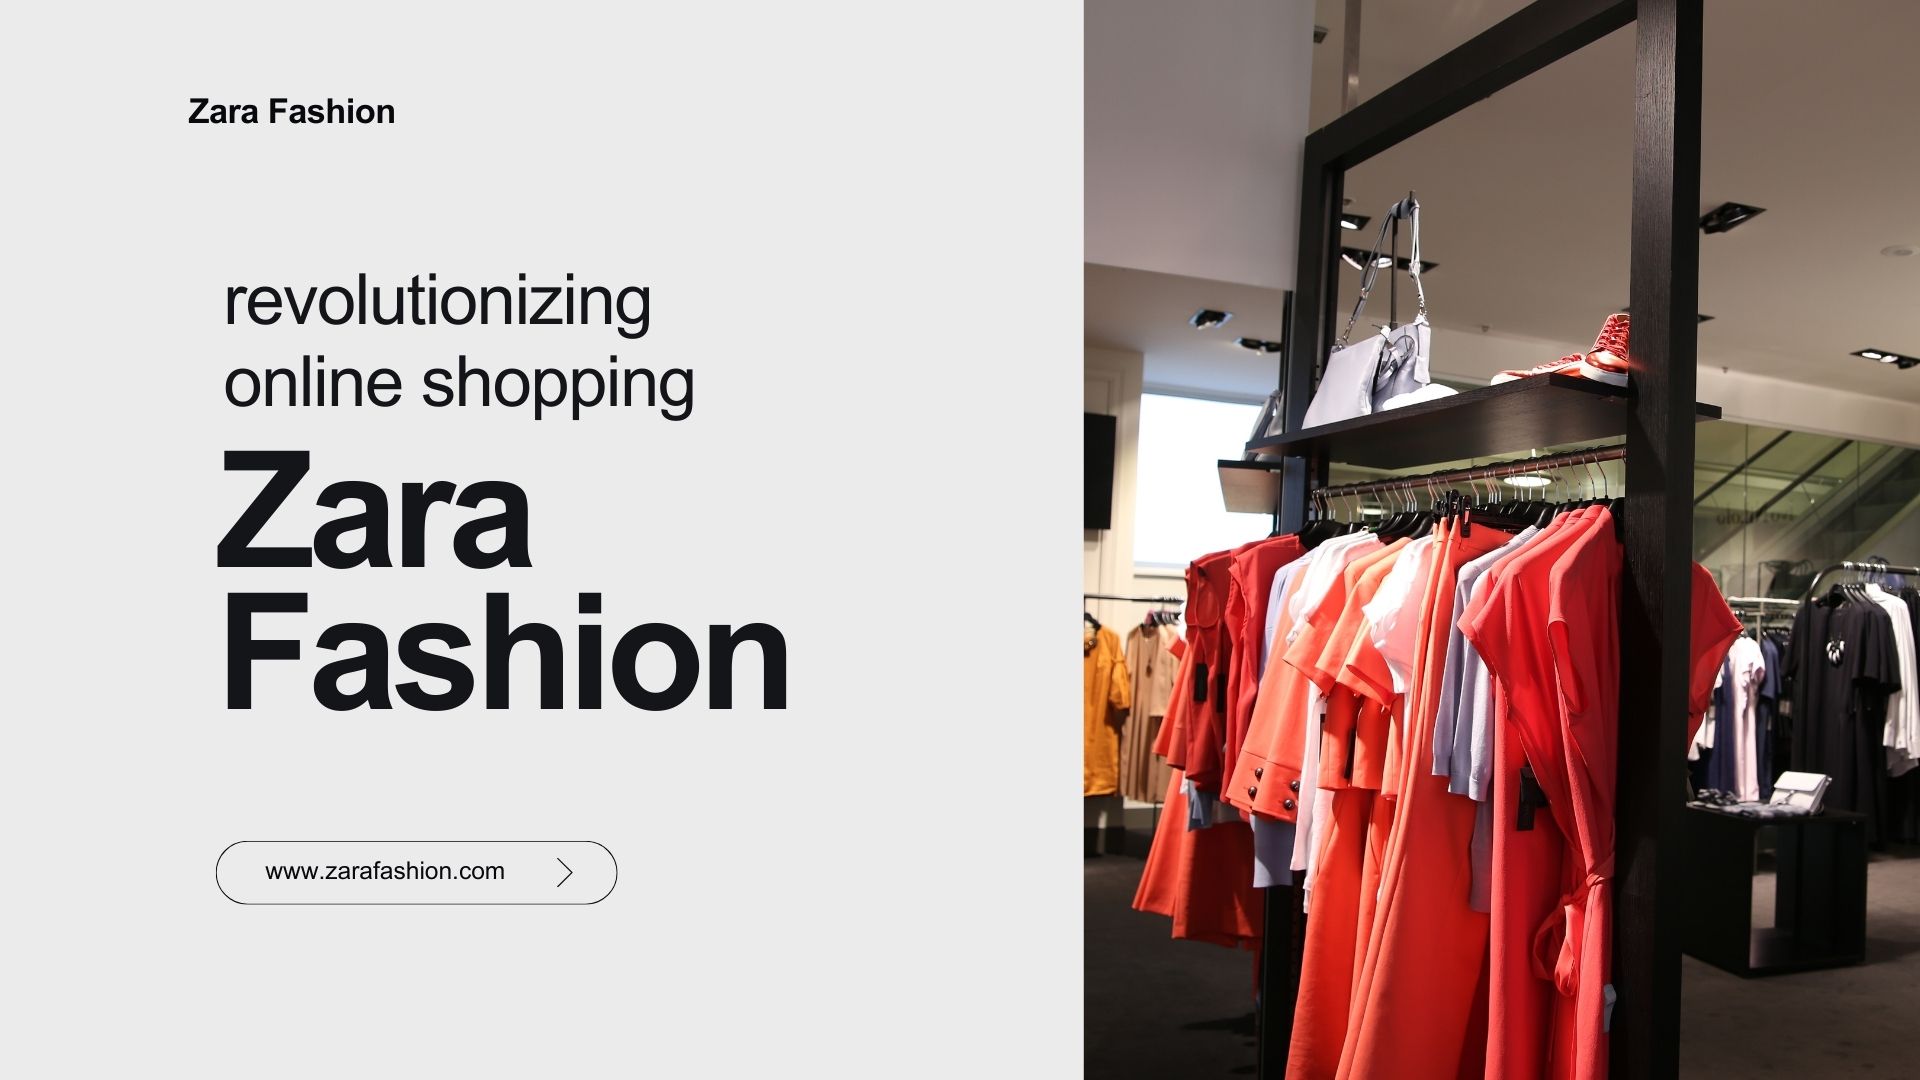 Zara Fashion
revolutionizing
online shopping
Zara
Fashion
www.zarafashion.com